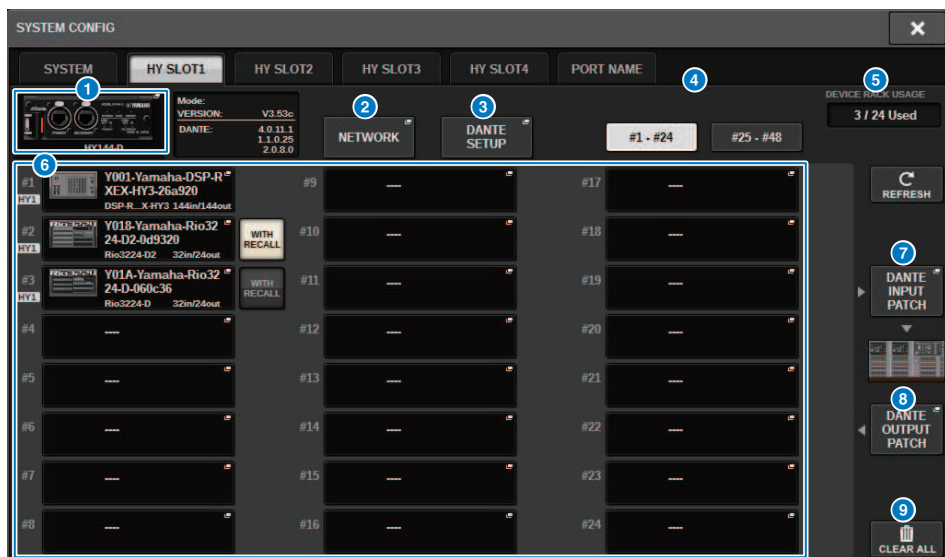 SYSTEM CONFIG
SYSTEM
HY SLOT1
HY SLOT2
HY SLOT3
HY SLOT4
PORT NAME
1
2
3
4
5
DEVICE RACK USAGE
3 / 24 Used
HY144-D
Mode:
VERSION: V3.53c
DANTE: 4.0.11.1
1.1.0.25
2.0.8.0
NETWORK
DANTE
SETUP
#1 - #24
#25 - #48
6
#1
HY1
Y001-Yamaha-DSP-R
XEX-HY3-26a920
DSP-R...X-HY3 144in/144out
#2
HY1
Y018-Yamaha-Rio32
24-D2-0d9320
Rio3224-D2 32in/24out
WITH
RECALL
#3
HY1
Y01A-Yamaha-Rio32
24-D-060c36
Rio3224-D 32in/24out
WITH
RECALL
#4 ----
#5 ----
#6 ----
#7 ----
#8 ----
#9 ----
#10 ----
#11 ----
#12 ----
#13 ----
#14 ----
#15 ----
#16 ----
#17 ----
#18 ----
#19 ----
#20 ----
#21 ----
#22 ----
#23 ----
#24 ----
REFRESH
7
DANTE
INPUT
PATCH
8
DANTE
OUTPUT
PATCH
9
CLEAR ALL